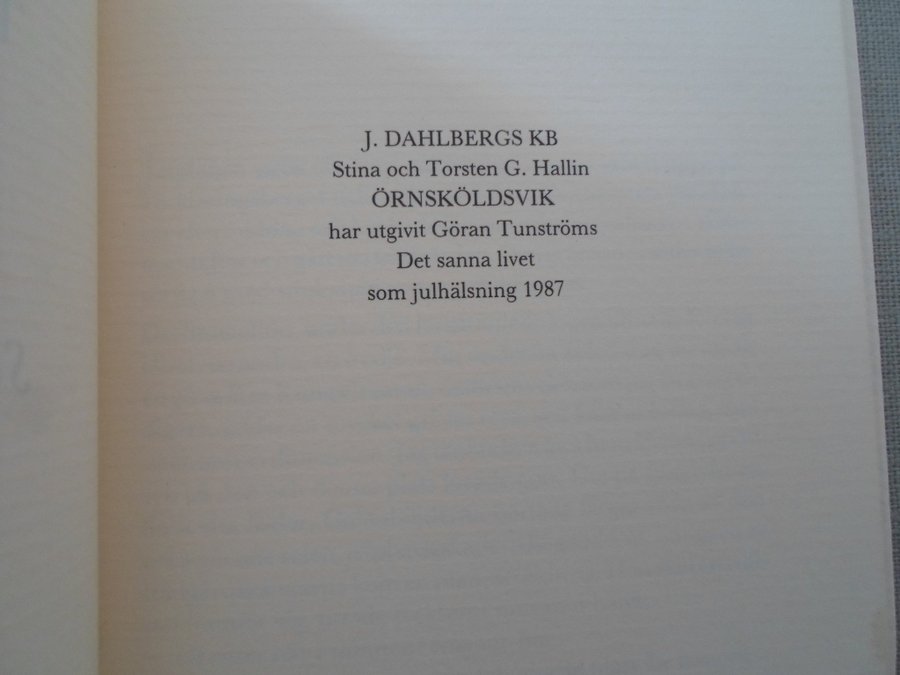 J. DAHLBERGS KB
Stina och Torsten G. Hallin
ÖRNSKÖLDSVIK
har utgivit Göran Tunströms
Det sanna livet
som julhälsning 1987